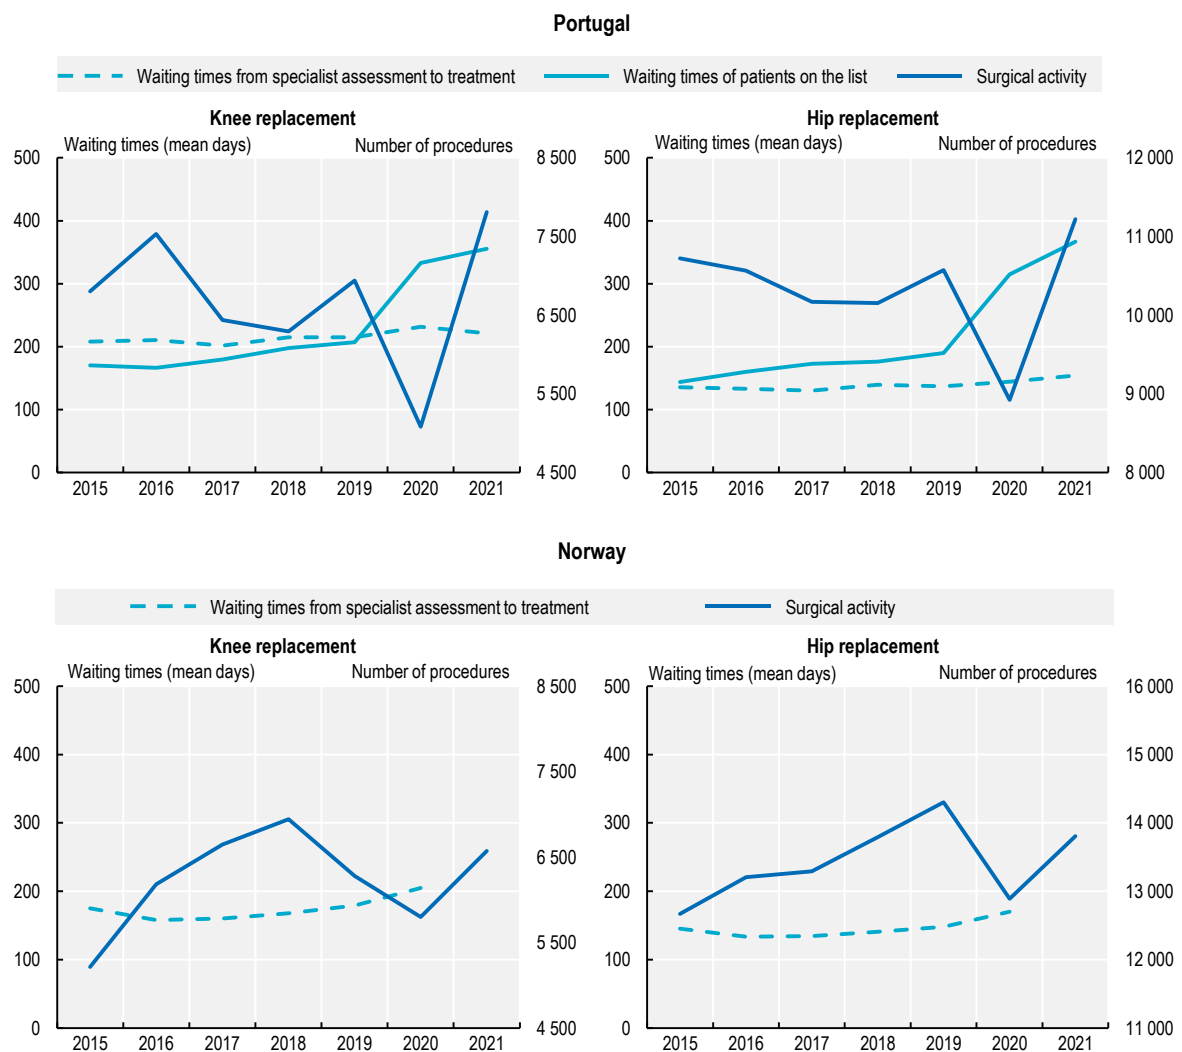 Portugal
Waiting times from specialist assessment to treatment Waiting times of patients on the list Surgical activity
Knee replacement
Waiting times (mean days) Number of procedures
500 8 500
400 7 500
300 6 500
200 5 500
100
0 4 500
2015 2016 2017 2018 2019 2020 2021
Hip replacement
Waiting times (mean days) Number of procedures
500 12 000
400 11 000
300 10 000
200 9 000
100
0 8 000
2015 2016 2017 2018 2019 2020 2021
Norway
Waiting times from specialist assessment to treatment Surgical activity
Knee replacement
Waiting times (mean days) Number of procedures
500 8 500
400 7 500
300 6 500
200 5 500
100
0 4 500
2015 2016 2017 2018 2019 2020 2021
Hip replacement
Waiting times (mean days) Number of procedures
500 16 000
400 15 000
300 14 000
200 13 000
100 12 000
0 11 000
2015 2016 2017 2018 2019 2020 2021